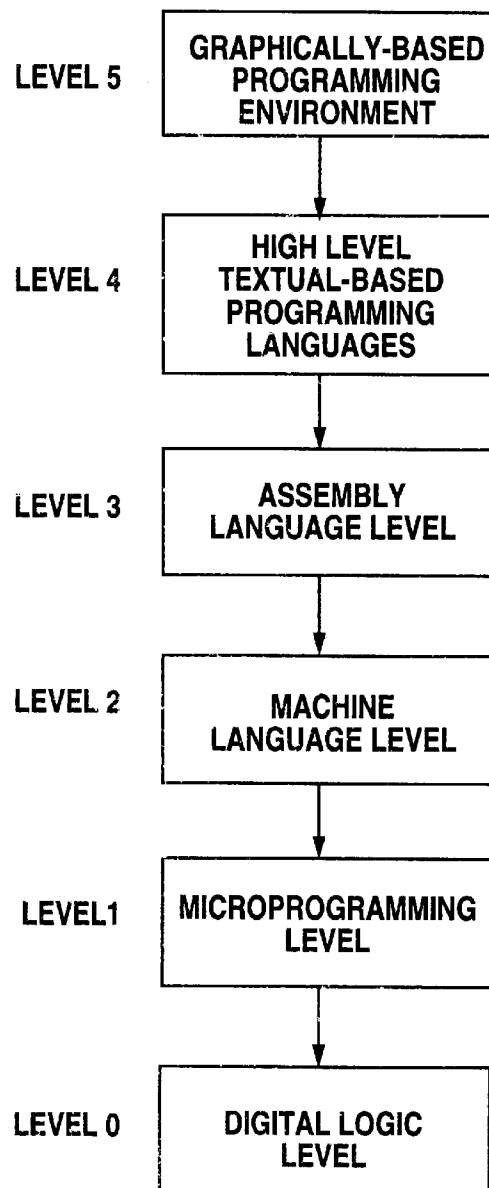 LEVEL 5
GRAPHICALLY-BASED
PROGRAMMING
ENVIRONMENT
LEVEL 4
HIGH LEVEL
TEXTUAL-BASED
PROGRAMMING
LANGUAGES
LEVEL 3
ASSEMBLY
LANGUAGE LEVEL
LEVEL 2
MACHINE
LANGUAGE LEVEL
LEVEL1
MICROPROGRAMMING
LEVEL
LEVEL 0
DIGITAL LOGIC
LEVEL